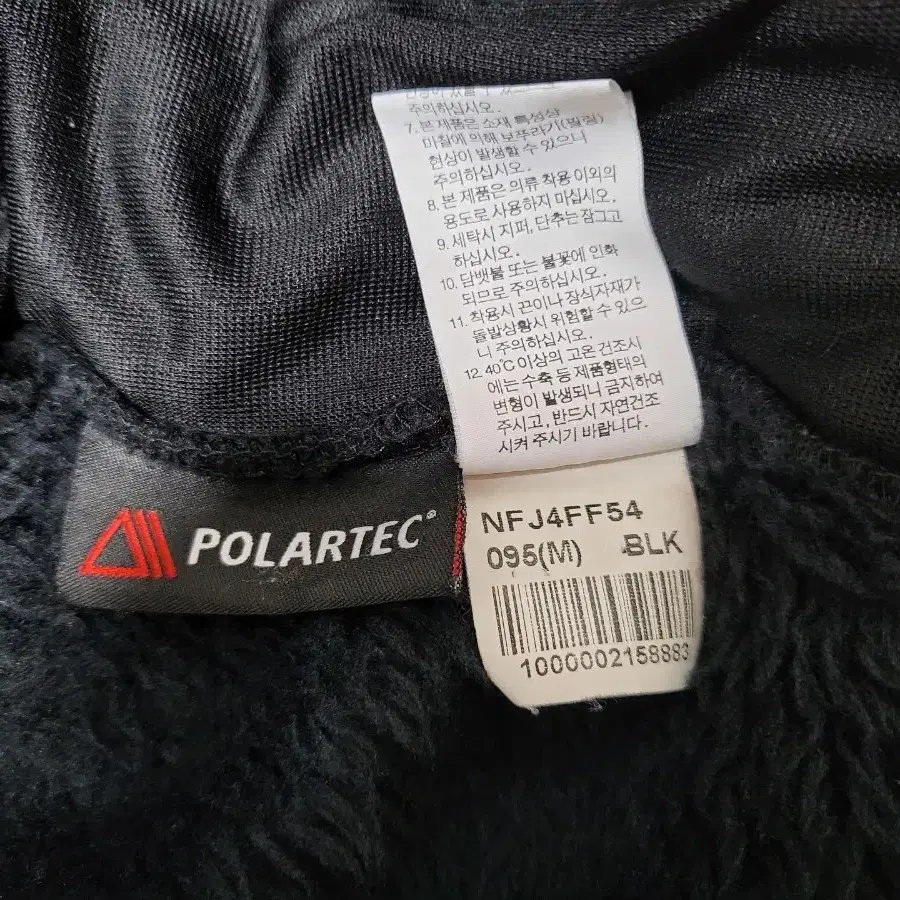 주의하십시오.
7. 본 제품은 소재 특성상
마찰에 의해 보푸라기(필링)
현상이 발생할 수 있으니
주의하십시오.
8. 본 제품은 의류 착용 이외의
용도로 사용하지 마십시오.
9. 세탁시 지퍼, 단추는 잠그고
하십시오.
10. 담뱃불 또는 불꽃에 인화
되므로 주의하십시오.
11. 착용시 끈이나 장식자재가
돌발상황시 위험할 수 있으
니 주의하십시오.
12. 40℃ 이상의 고온 건조시
에는 수축 등 제품형태의
변형이 발생되니 금지하여
주시고, 반드시 자연건조
시켜 주시기 바랍니다.
POLARTEC®
NFJ4FF54
095(M) BLK
1000002158883